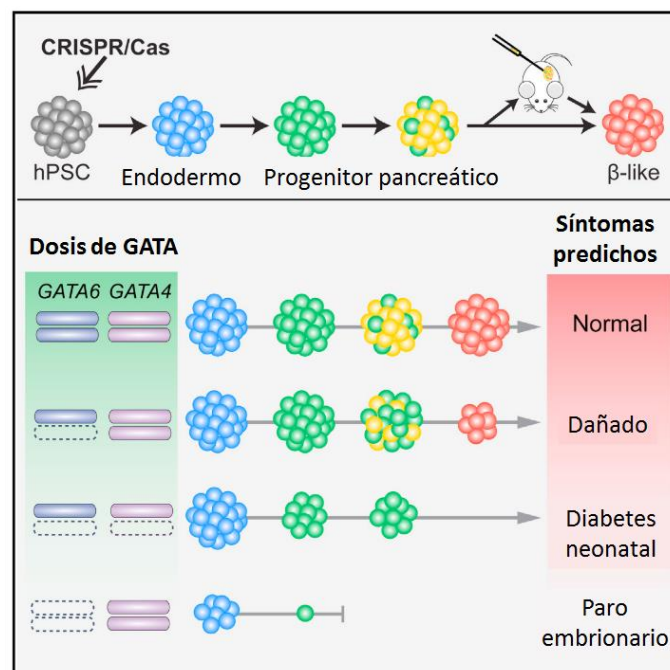 CRISPR/Cas
hPSC
Endodermo
Progenitor pancreático
β-like
Dosis de GATA
Síntomas
predichos
GATA6 GATA4
Normal
Dañado
Diabetes
neonatal
Paro
embrionario